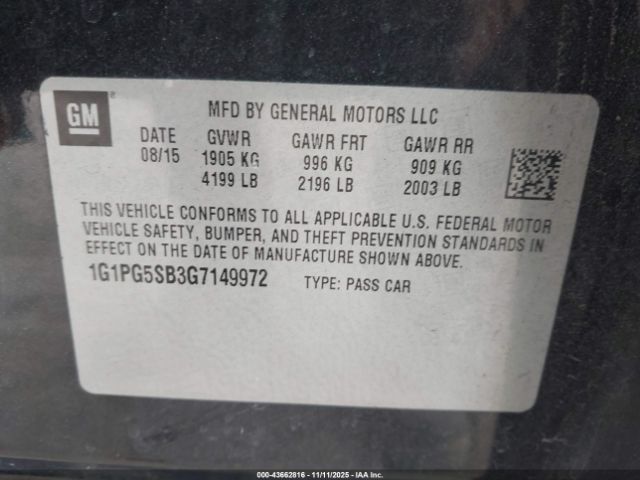 GM
MFD BY GENERAL MOTORS LLC
DATE GVWR GAWR FRT GAWR RR
08/15 1905 KG 996 KG 909 KG
4199 LB 2196 LB 2003 LB
THIS VEHICLE CONFORMS TO ALL APPLICABLE U.S. FEDERAL MOTOR
VEHICLE SAFETY, BUMPER, AND THEFT PREVENTION STANDARDS IN
EFFECT ON THE DATE OF MANUFACTURE SHOWN ABOVE.
1G1PG5SB3G7149972 TYPE: PASS CAR
000-43662816 - 11/11/2025 - IAA, Inc.